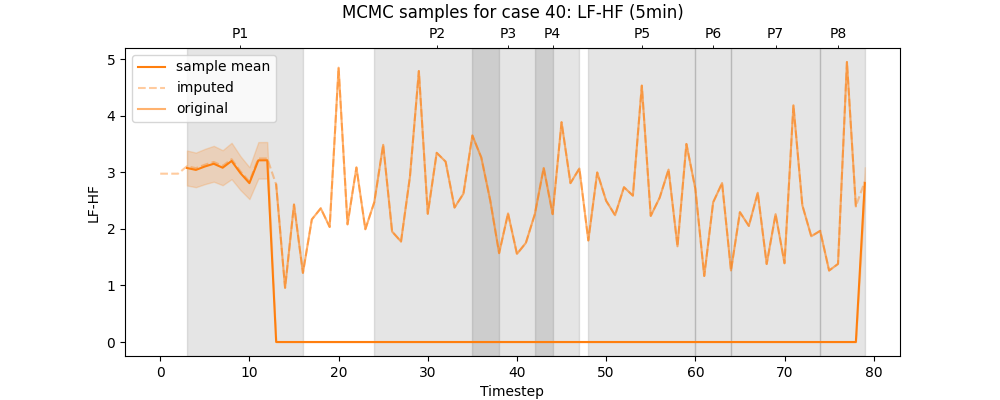 MCMC samples for case 40: LF-HF (5min)
P1 P2 P3 P4 P5 P6 P7 P8
sample mean
imputed
original
LF-HF
5
4
3
2
1
0
0 10 20 30 40 50 60 70 80
Timestep